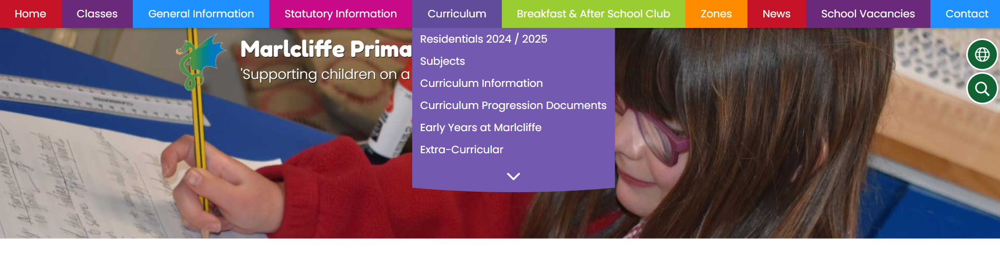 Home
Classes
General Information
Statutory Information
Curriculum
Breakfast & After School Club
Zones
News
School Vacancies
Contact
Marlcliffe Prima
'Supporting children on a
Residentials 2024 / 2025
Subjects
Curriculum Information
Curriculum Progression Documents
Early Years at Marlcliffe
Extra-Curricular